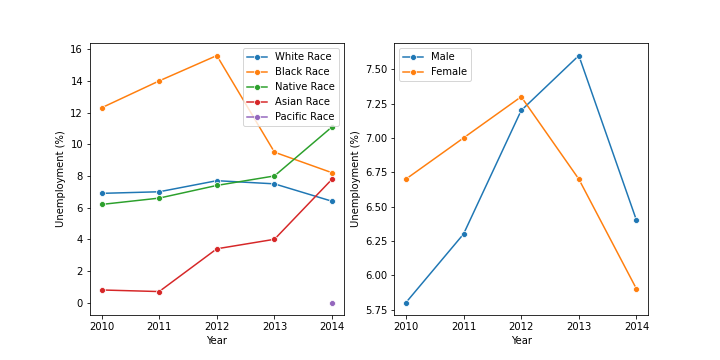 16
14
12
10
8
6
4
2
0
Unemployment (%)
2010 2011 2012 2013 2014
Year
White Race
Black Race
Native Race
Asian Race
Pacific Race
7.50
7.25
7.00
6.75
6.50
6.25
6.00
5.75
Unemployment (%)
2010 2011 2012 2013 2014
Year
Male
Female